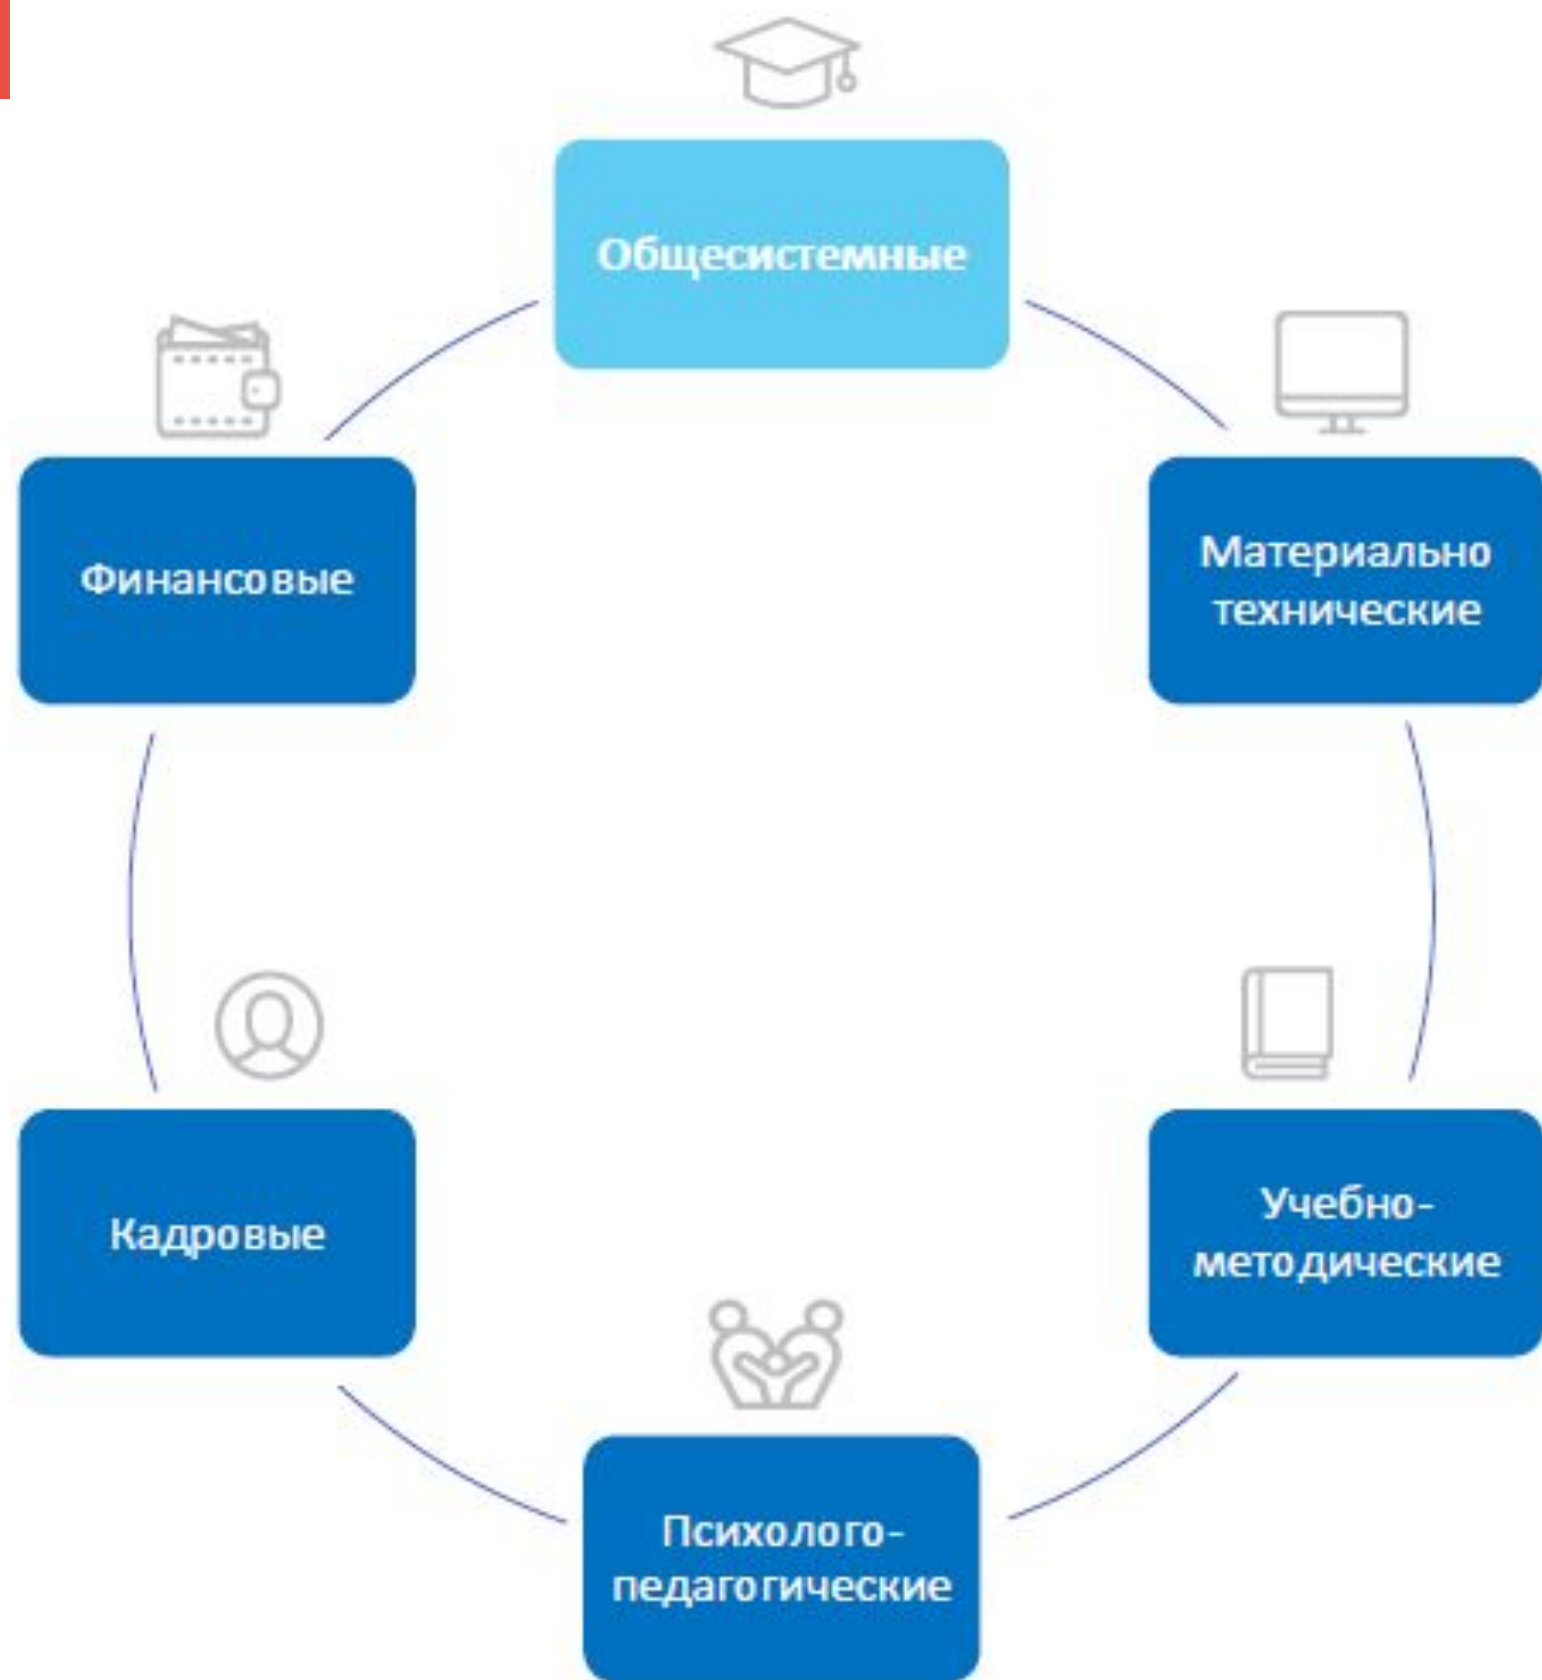 Общесистемные
Финансовые
Материально
технические
Кадровые
Учебно-
методические
Психолого-
педагогические